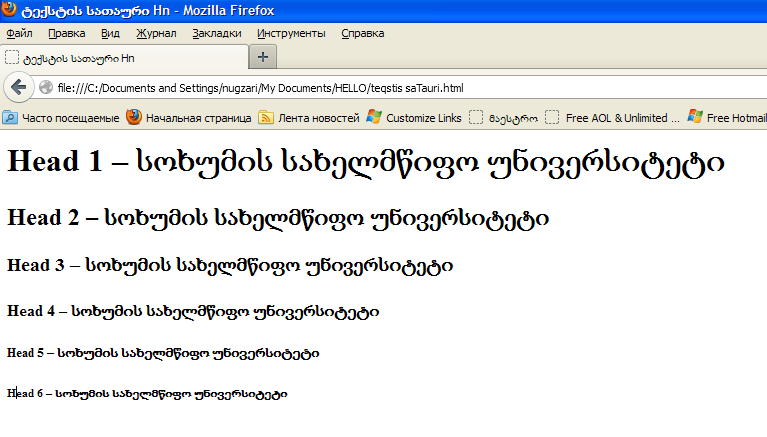 ტექსტის სათაური Hn - Mozilla Firefox
Файл Правка Вид Журнал Закладки Инструменты Справка
ტექსტის სათაური Hn +
file:///C:/Documents and Settings/nugzari/My Documents/HELLO/teqstis saTauri.html
Часто посещаемые Начальная страница Лента новостей Customize Links მაესტრო Free AOL & Unlimited ... Free Hotmail
Head 1 – სოხუმის სახელმწიფო უნივერსიტეტი
Head 2 – სოხუმის სახელმწიფო უნივერსიტეტი
Head 3 – სოხუმის სახელმწიფო უნივერსიტეტი
Head 4 – სოხუმის სახელმწიფო უნივერსიტეტი
Head 5 – სოხუმის სახელმწიფო უნივერსიტეტი
Head 6 – სოხუმის სახელმწიფო უნივერსიტეტი